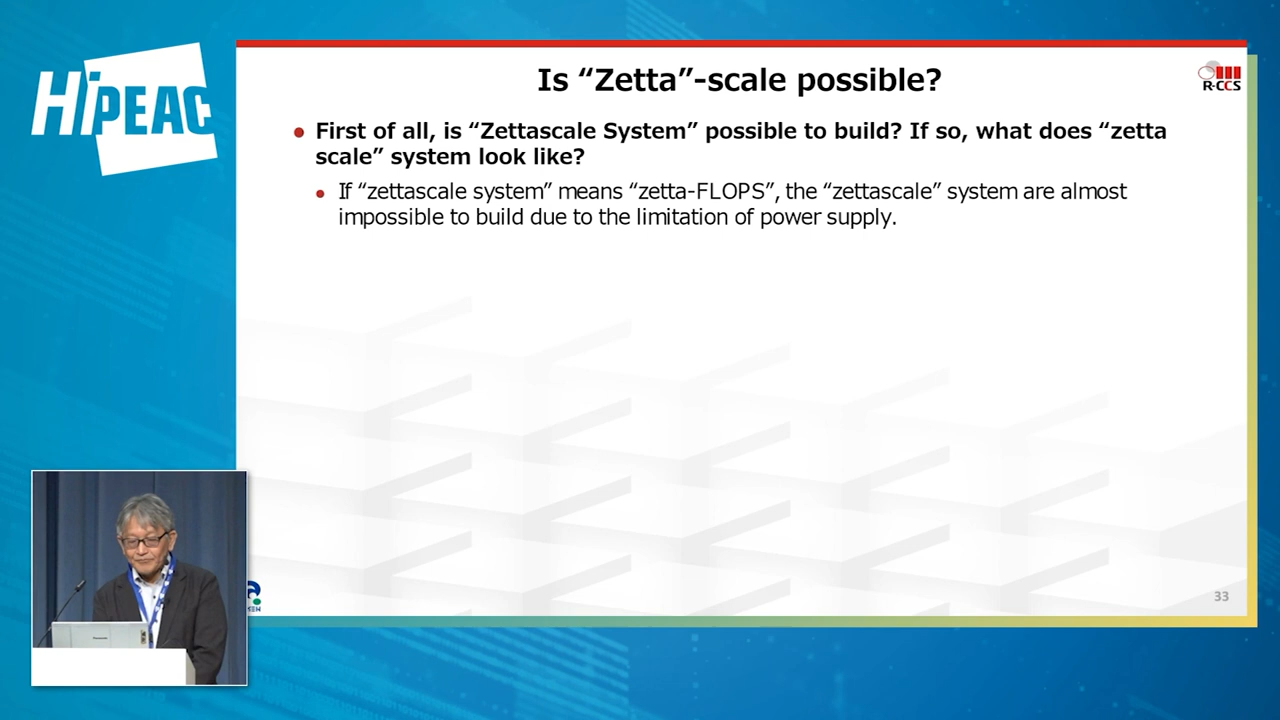 HiPEAC
Is “Zetta”-scale possible?
R-CCS
First of all, is “Zettascale System” possible to build? If so, what does “zetta
scale” system look like?
If “zettascale system” means “zetta-FLOPS”, the “zettascale” system are almost
impossible to build due to the limitation of power supply.
33